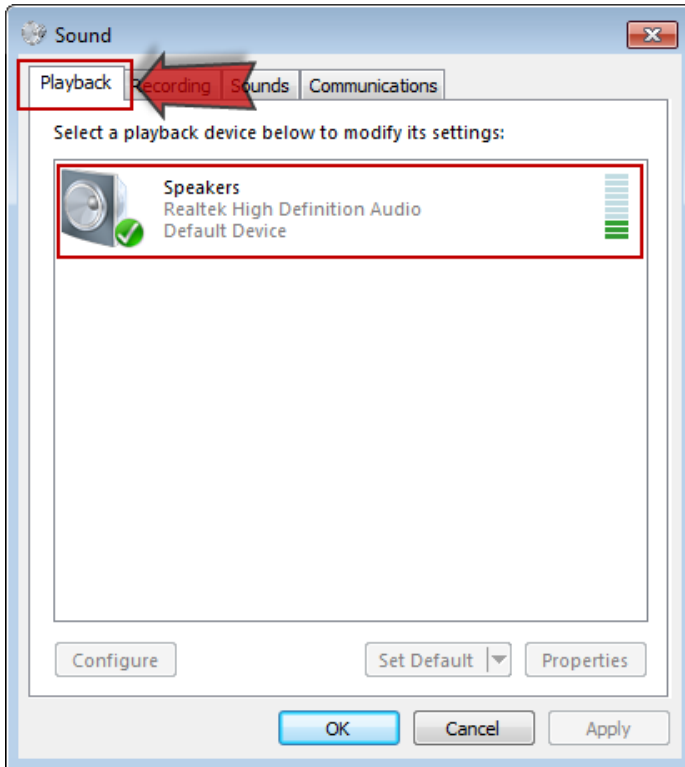 Sound
Playback Recording Sounds Communications
Select a playback device below to modify its settings:
Speakers
Realtek High Definition Audio
Default Device
Configure Set Default Properties
OK Cancel Apply